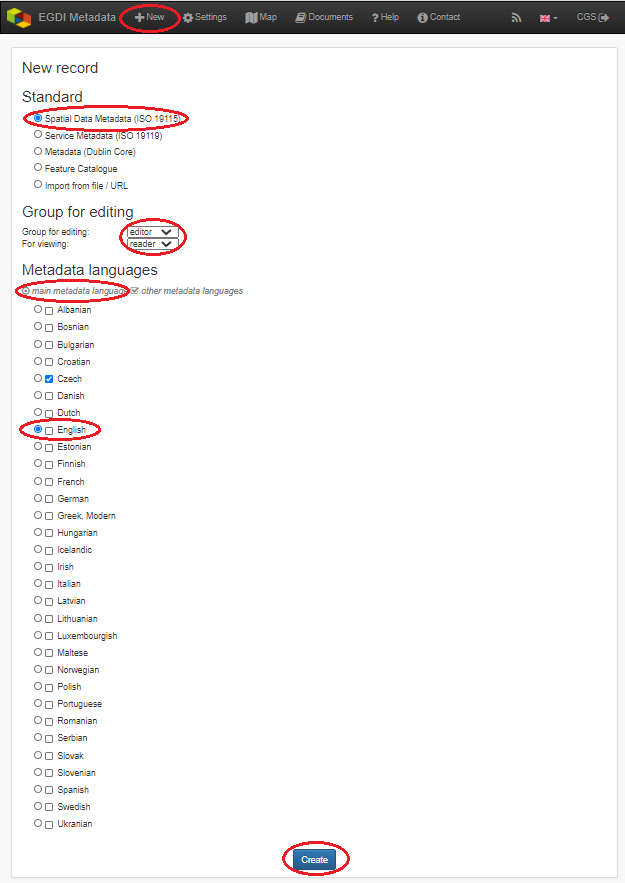 EGDI Metadata New Settings Map Documents ? Help Contact CGS
New record
Standard
Spatial Data Metadata (ISO 19115)
Service Metadata (ISO 19119)
Metadata (Dublin Core)
Feature Catalogue
Import from file / URL
Group for editing
Group for editing: editor
For viewing: reader
Metadata languages
main metadata language other metadata languages
Albanian
Bosnian
Bulgarian
Croatian
Czech
Danish
Dutch
English
Estonian
Finnish
French
German
Greek, Modern
Hungarian
Icelandic
Irish
Italian
Latvian
Lithuanian
Luxembourgish
Maltese
Norwegian
Polish
Portuguese
Romanian
Serbian
Slovak
Slovenian
Spanish
Swedish
Ukranian
Create